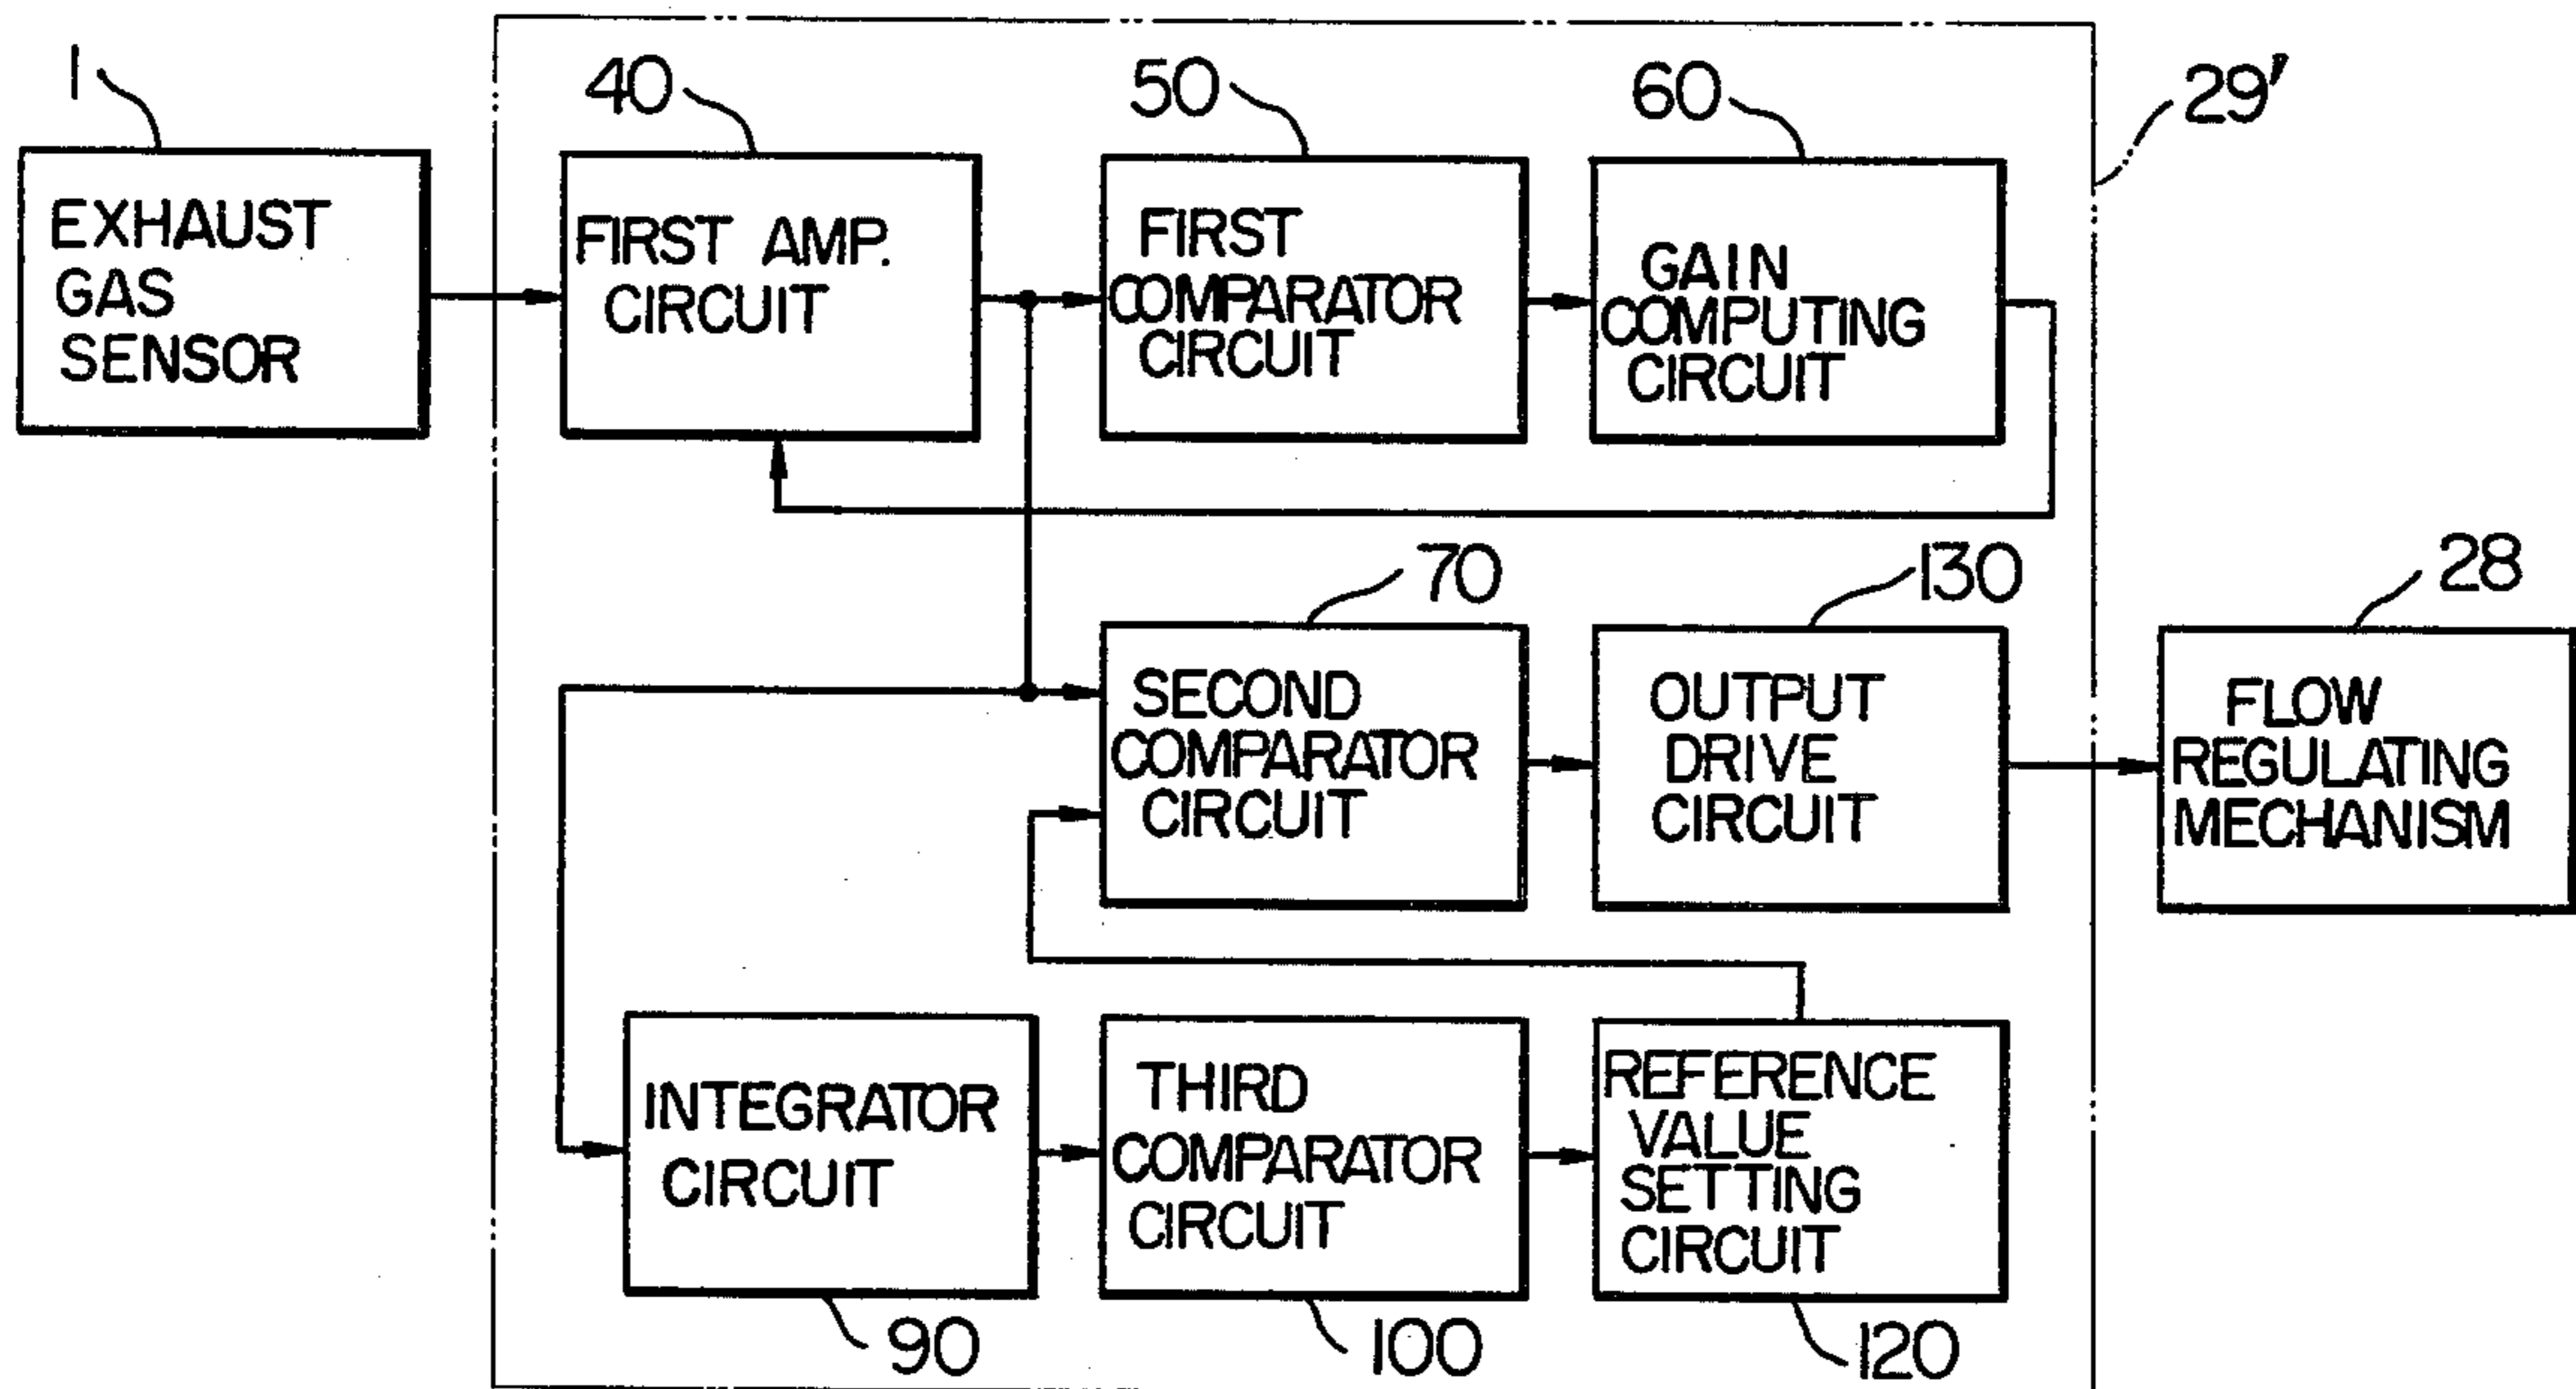 1
40
50
60
29'
EXHAUST
GAS
SENSOR
FIRST AMP.
CIRCUIT
FIRST
COMPARATOR
CIRCUIT
GAIN
COMPUTING
CIRCUIT
70
130
28
SECOND
COMPARATOR
CIRCUIT
OUTPUT
DRIVE
CIRCUIT
FLOW
REGULATING
MECHANISM
INTEGRATOR
CIRCUIT
THIRD
COMPARATOR
CIRCUIT
REFERENCE
VALUE
SETTING
CIRCUIT
90
100
120